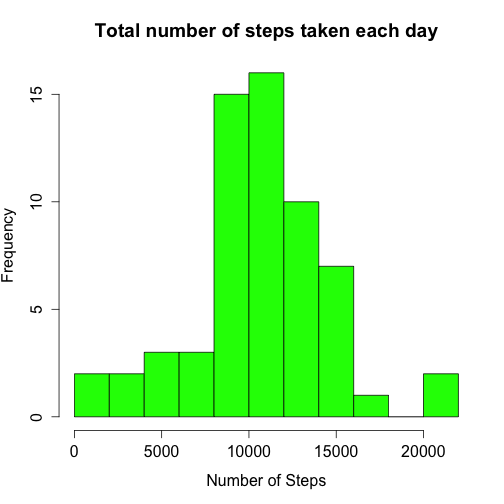 Total number of steps taken each day
Frequency
15
10
5
0
0 5000 10000 15000 20000
Number of Steps